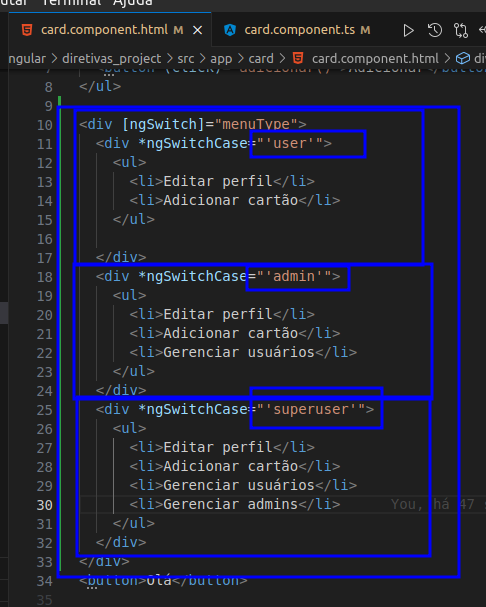 Terminal Ajuda
card.component.html M × card.component.ts M
ngular > diretivas_project > src > app > card > card.component.html > div
7 <button (click)="adicionar()">Adicionar</button
8 </ul>
9
10 <div [ngSwitch]="menuType">
11 <div *ngSwitchCase="'user'">
12 <ul>
13 <li>Editar perfil</li>
14 <li>Adicionar cartão</li>
15 </ul>
16
17 </div>
18 <div *ngSwitchCase="'admin'">
19 <ul>
20 <li>Editar perfil</li>
21 <li>Adicionar cartão</li>
22 <li>Gerenciar usuários</li>
23 </ul>
24 </div>
25 <div *ngSwitchCase="'superuser'">
26 <ul>
27 <li>Editar perfil</li>
28 <li>Adicionar cartão</li>
29 <li>Gerenciar usuários</li>
30 <li>Gerenciar admins</li> You, há 47
31 </ul>
32 </div>
33 </div>
34 <button>Olá</button>
35